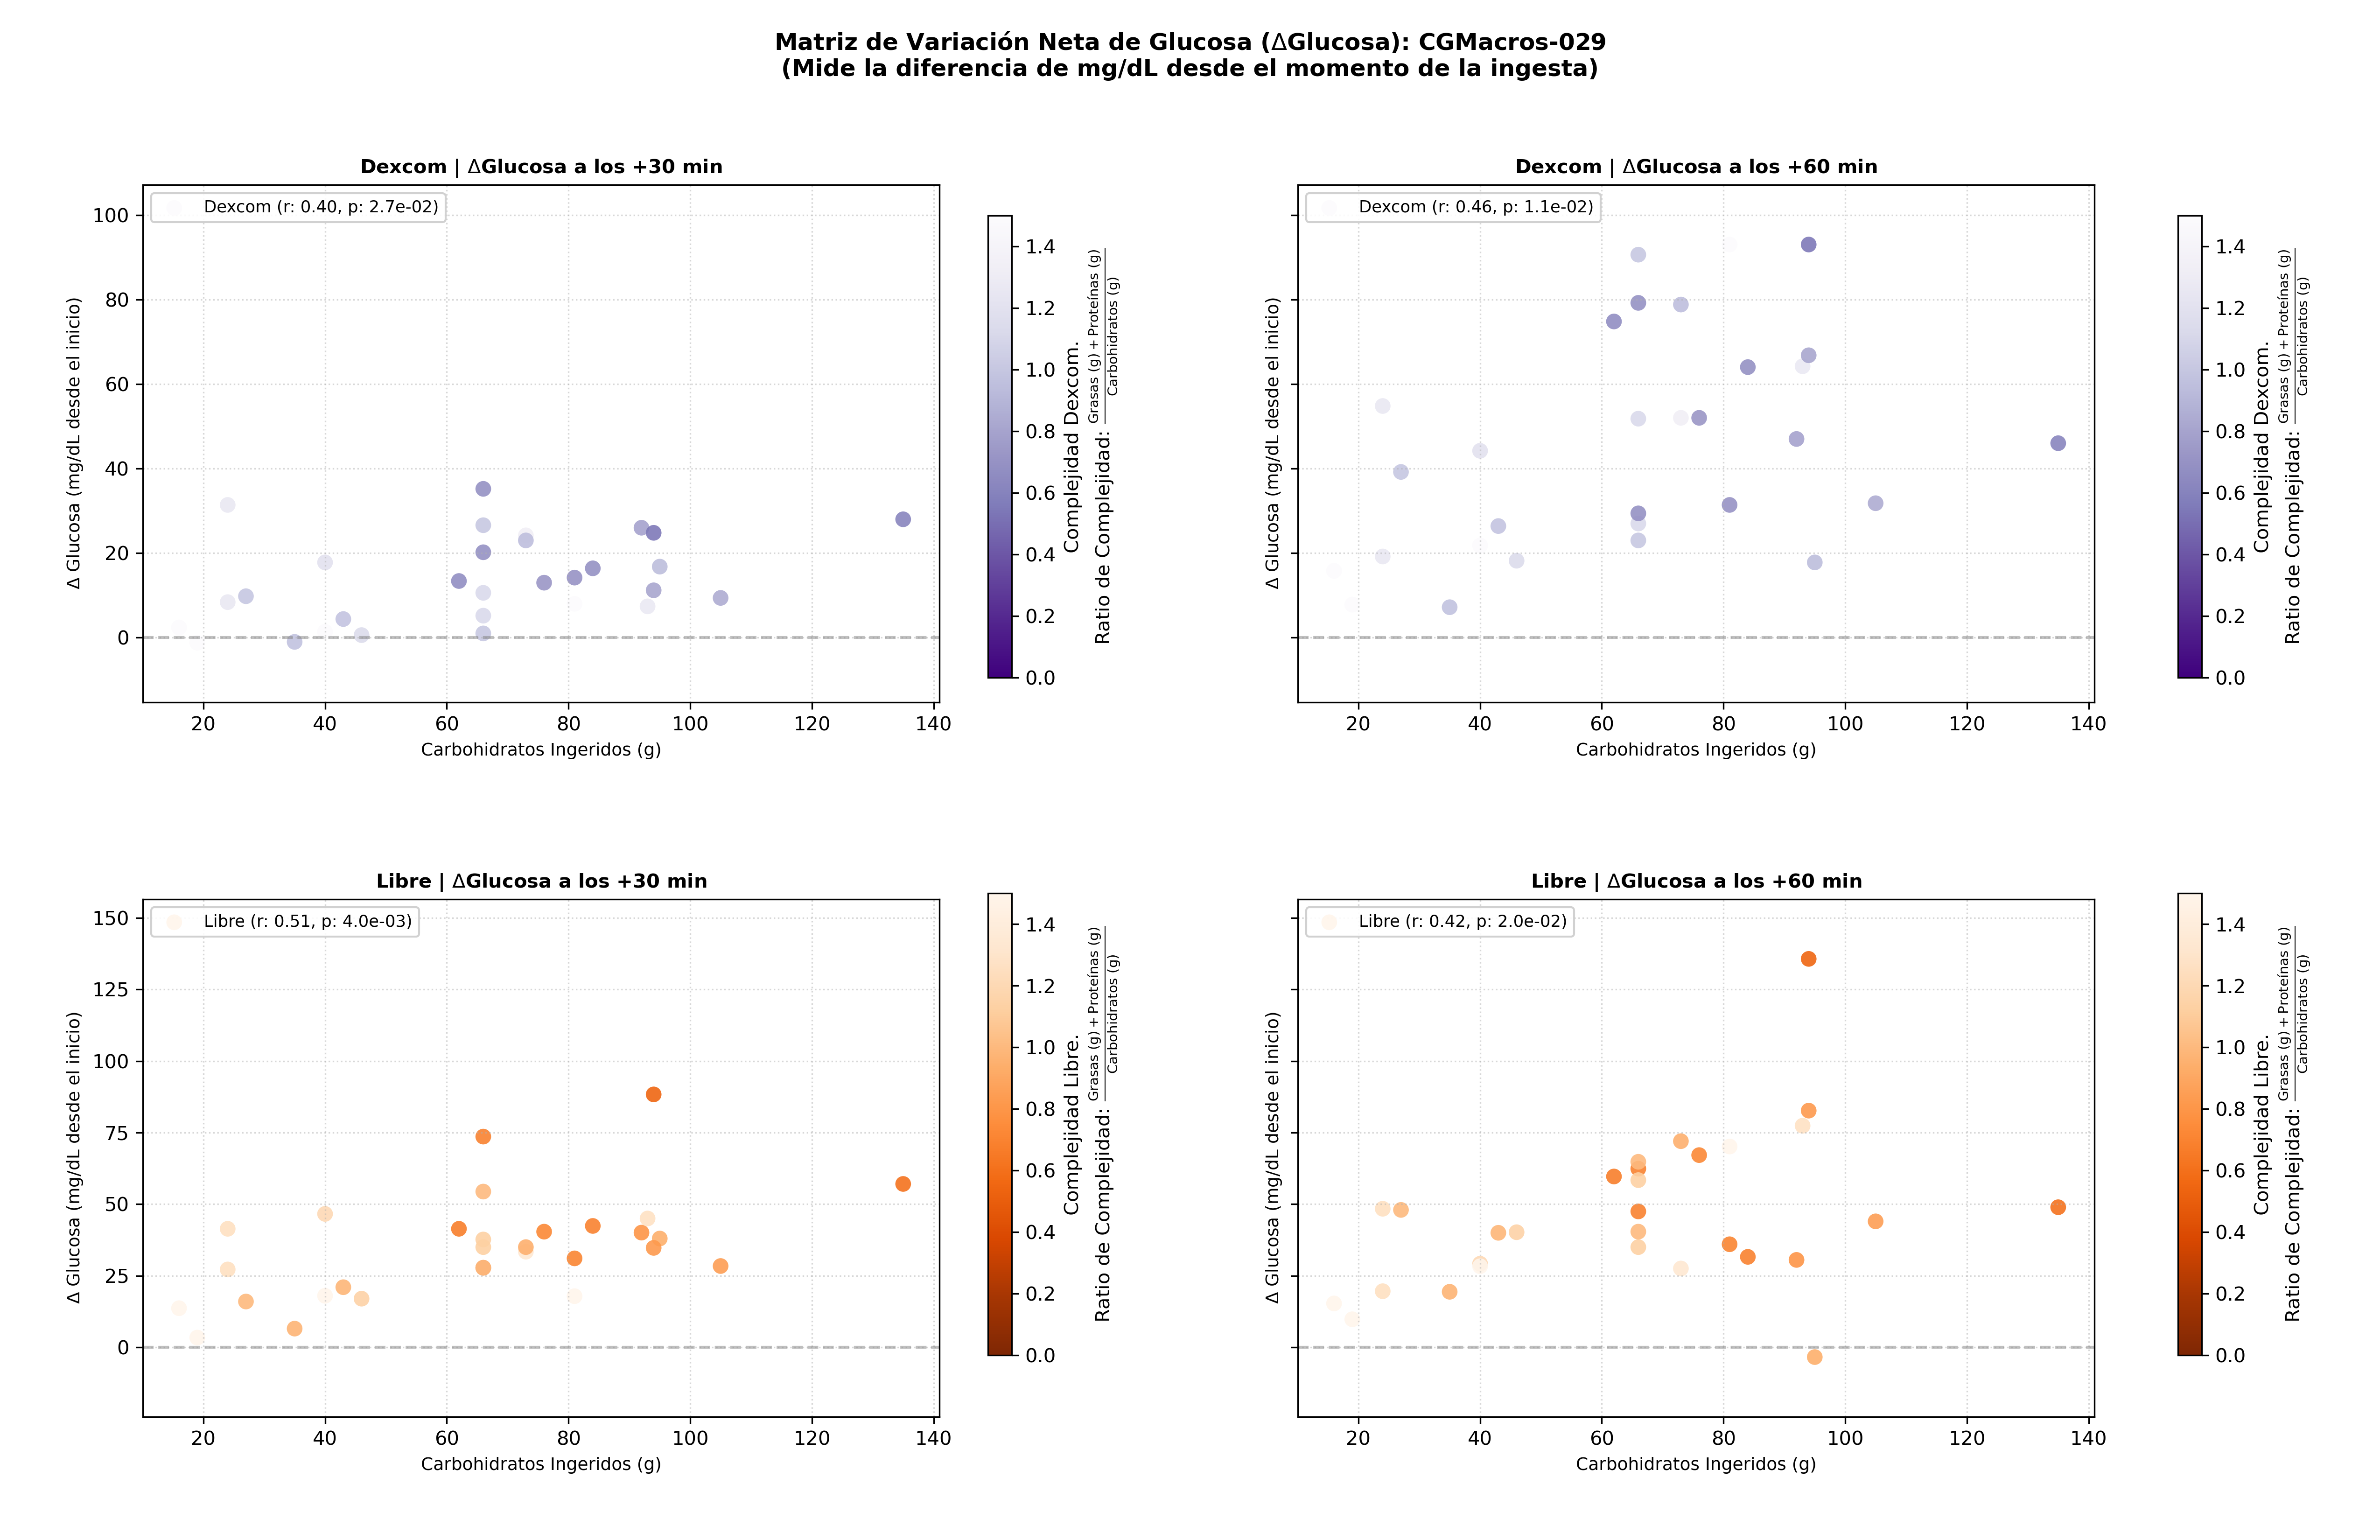 Matriz de Variación Neta de Glucosa (ΔGlucosa): CGMacros-029
(Mide la diferencia de mg/dL desde el momento de la ingesta)
Dexcom | ΔGlucosa a los +30 min
Dexcom (r: 0.40, p: 2.7e-02)
Δ Glucosa (mg/dL desde el inicio)
100
80
60
40
20
0
20 40 60 80 100 120 140
Carbohidratos Ingeridos (g)
1.4
1.2
1.0
0.8
0.6
0.4
0.2
0.0
Complejidad Dexcom.
Ratio de Complejidad: Grasas (g) + Proteínas (g)
Carbohidratos (g)
Dexcom | ΔGlucosa a los +60 min
Dexcom (r: 0.46, p: 1.1e-02)
Δ Glucosa (mg/dL desde el inicio)
20 40 60 80 100 120 140
Carbohidratos Ingeridos (g)
1.4
1.2
1.0
0.8
0.6
0.4
0.2
0.0
Complejidad Dexcom.
Ratio de Complejidad: Grasas (g) + Proteínas (g)
Carbohidratos (g)
Libre | ΔGlucosa a los +30 min
Libre (r: 0.51, p: 4.0e-03)
Δ Glucosa (mg/dL desde el inicio)
150
125
100
75
50
25
0
20 40 60 80 100 120 140
Carbohidratos Ingeridos (g)
1.4
1.2
1.0
0.8
0.6
0.4
0.2
0.0
Complejidad Libre.
Ratio de Complejidad: Grasas (g) + Proteínas (g)
Carbohidratos (g)
Libre | ΔGlucosa a los +60 min
Libre (r: 0.42, p: 2.0e-02)
Δ Glucosa (mg/dL desde el inicio)
20 40 60 80 100 120 140
Carbohidratos Ingeridos (g)
1.4
1.2
1.0
0.8
0.6
0.4
0.2
0.0
Complejidad Libre.
Ratio de Complejidad: Grasas (g) + Proteínas (g)
Carbohidratos (g)